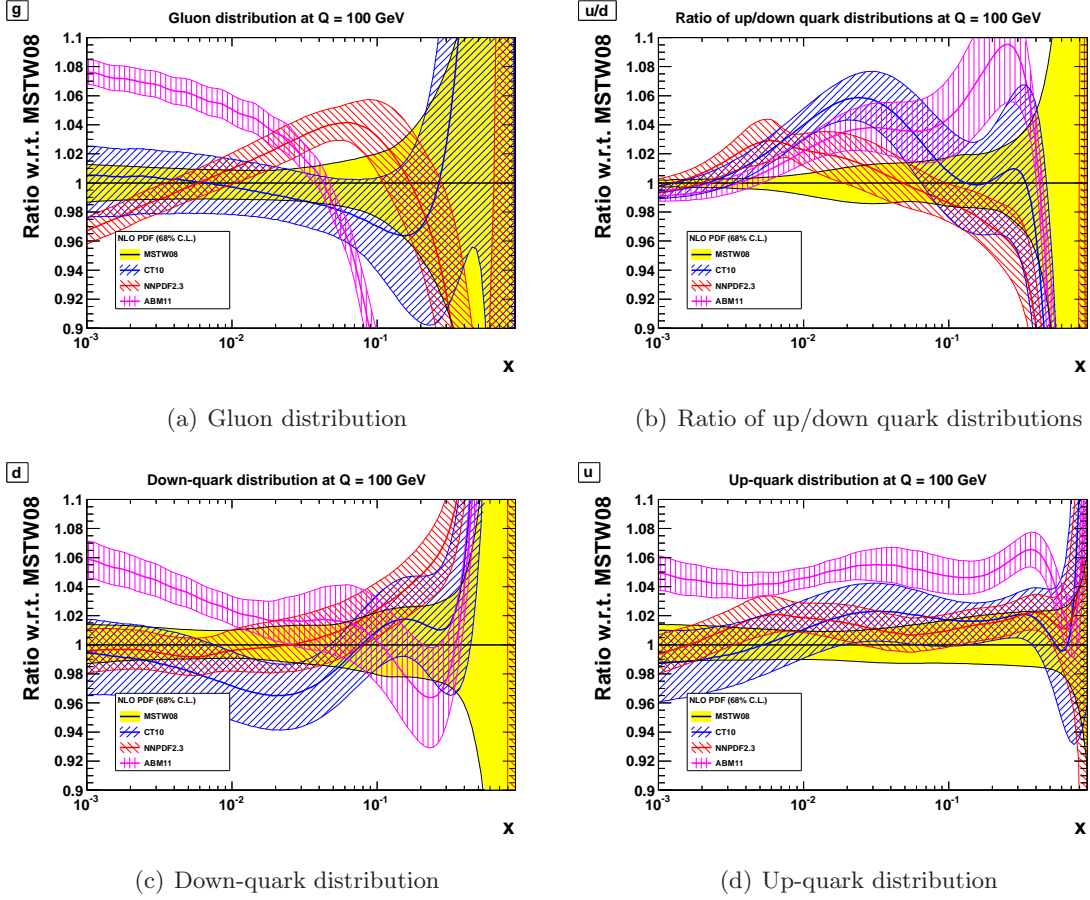 g
Gluon distribution at Q = 100 GeV
Ratio w.r.t. MSTW08
1.1
1.08
1.06
1.04
1.02
1
0.98
0.96
0.94
0.92
0.9
NLO PDF (68% C.L.)
MSTW08
CT10
NNPDF2.3
ABM11
10^-3
10^-2
10^-1
x
(a) Gluon distribution
u/d
Ratio of up/down quark distributions at Q = 100 GeV
Ratio w.r.t. MSTW08
1.1
1.08
1.06
1.04
1.02
1
0.98
0.96
0.94
0.92
0.9
NLO PDF (68% C.L.)
MSTW08
CT10
NNPDF2.3
ABM11
10^-3
10^-2
10^-1
x
(b) Ratio of up/down quark distributions
d
Down-quark distribution at Q = 100 GeV
Ratio w.r.t. MSTW08
1.1
1.08
1.06
1.04
1.02
1
0.98
0.96
0.94
0.92
0.9
NLO PDF (68% C.L.)
MSTW08
CT10
NNPDF2.3
ABM11
10^-3
10^-2
10^-1
x
(c) Down-quark distribution
u
Up-quark distribution at Q = 100 GeV
Ratio w.r.t. MSTW08
1.1
1.08
1.06
1.04
1.02
1
0.98
0.96
0.94
0.92
0.9
NLO PDF (68% C.L.)
MSTW08
CT10
NNPDF2.3
ABM11
10^-3
10^-2
10^-1
x
(d) Up-quark distribution